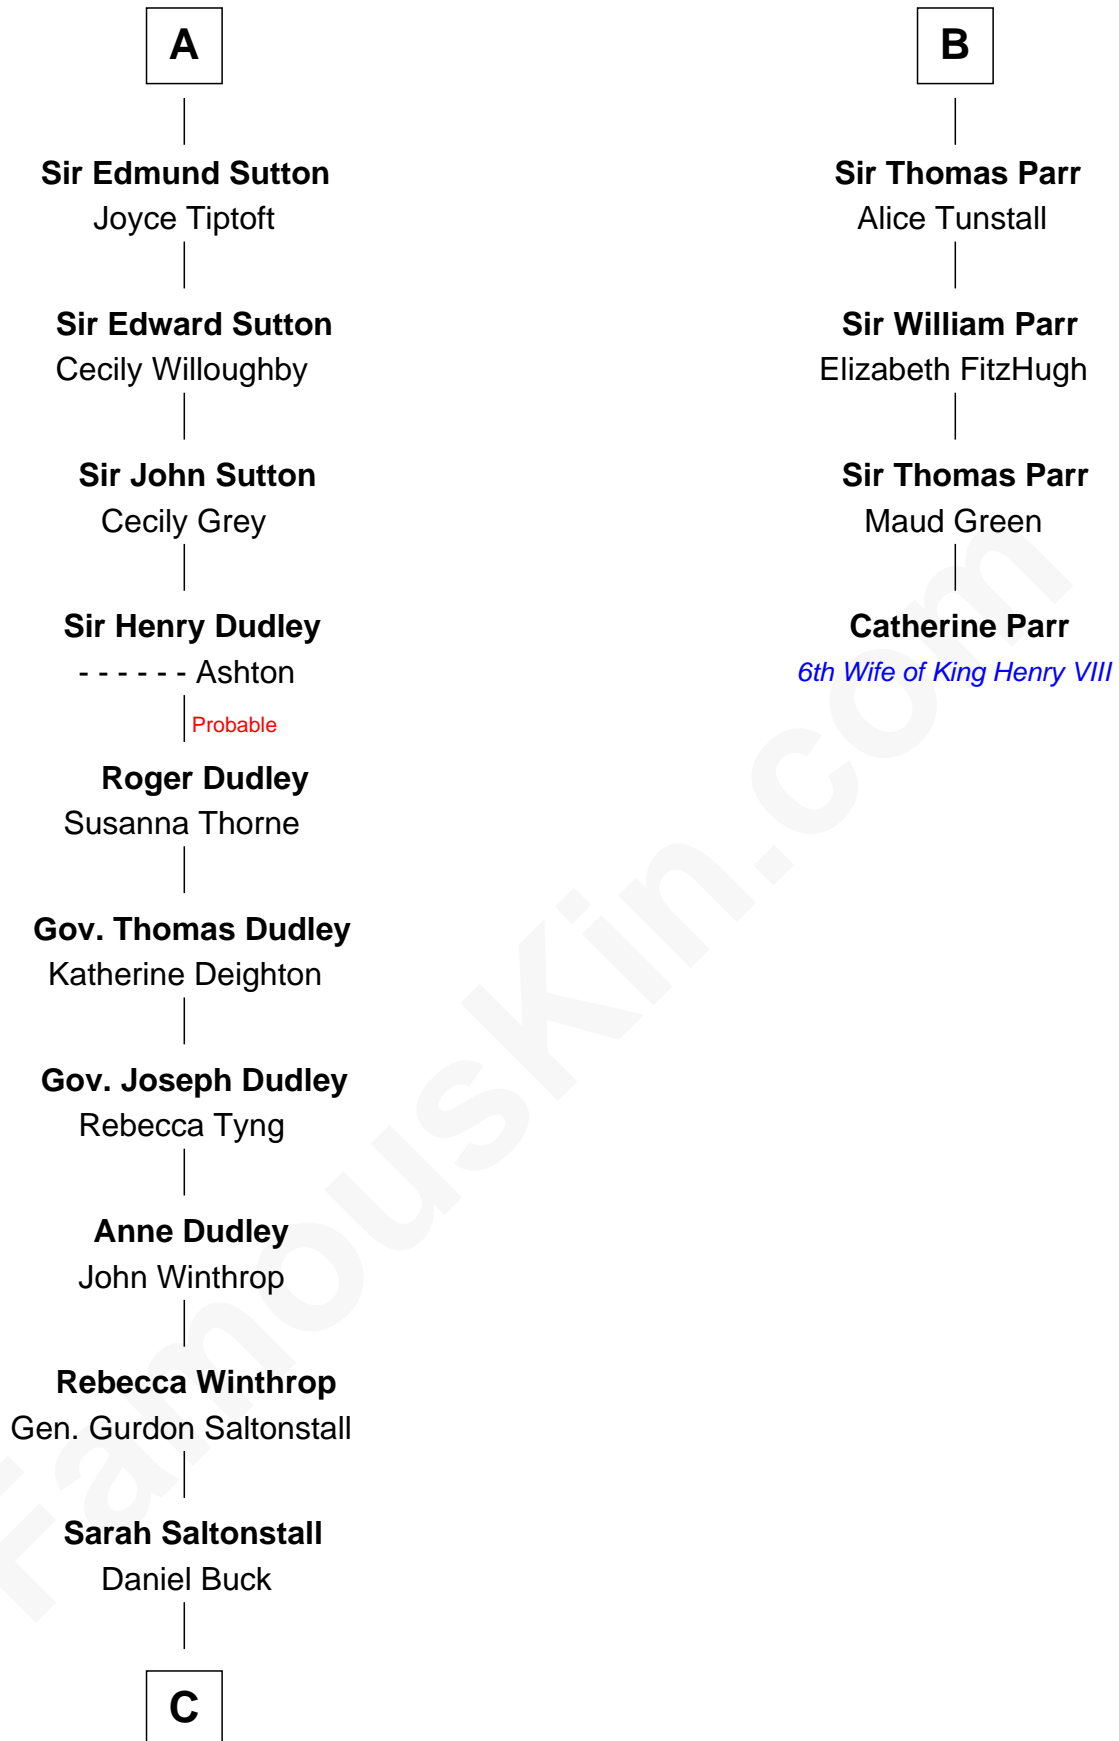 A
Sir Edmund Sutton
Joyce Tiptoft
Sir Edward Sutton
Cecily Willoughby
Sir John Sutton
Cecily Grey
Sir Henry Dudley
- - - - - - Ashton
Probable
Roger Dudley
Susanna Thorne
Gov. Thomas Dudley
Katherine Deighton
Gov. Joseph Dudley
Rebecca Tyng
Anne Dudley
John Winthrop
Rebecca Winthrop
Gen. Gurdon Saltonstall
Sarah Saltonstall
Daniel Buck
C
B
Sir Thomas Parr
Alice Tunstall
Sir William Parr
Elizabeth FitzHugh
Sir Thomas Parr
Maud Green
Catherine Parr
6th Wife of King Henry VIII
FamousKin.com